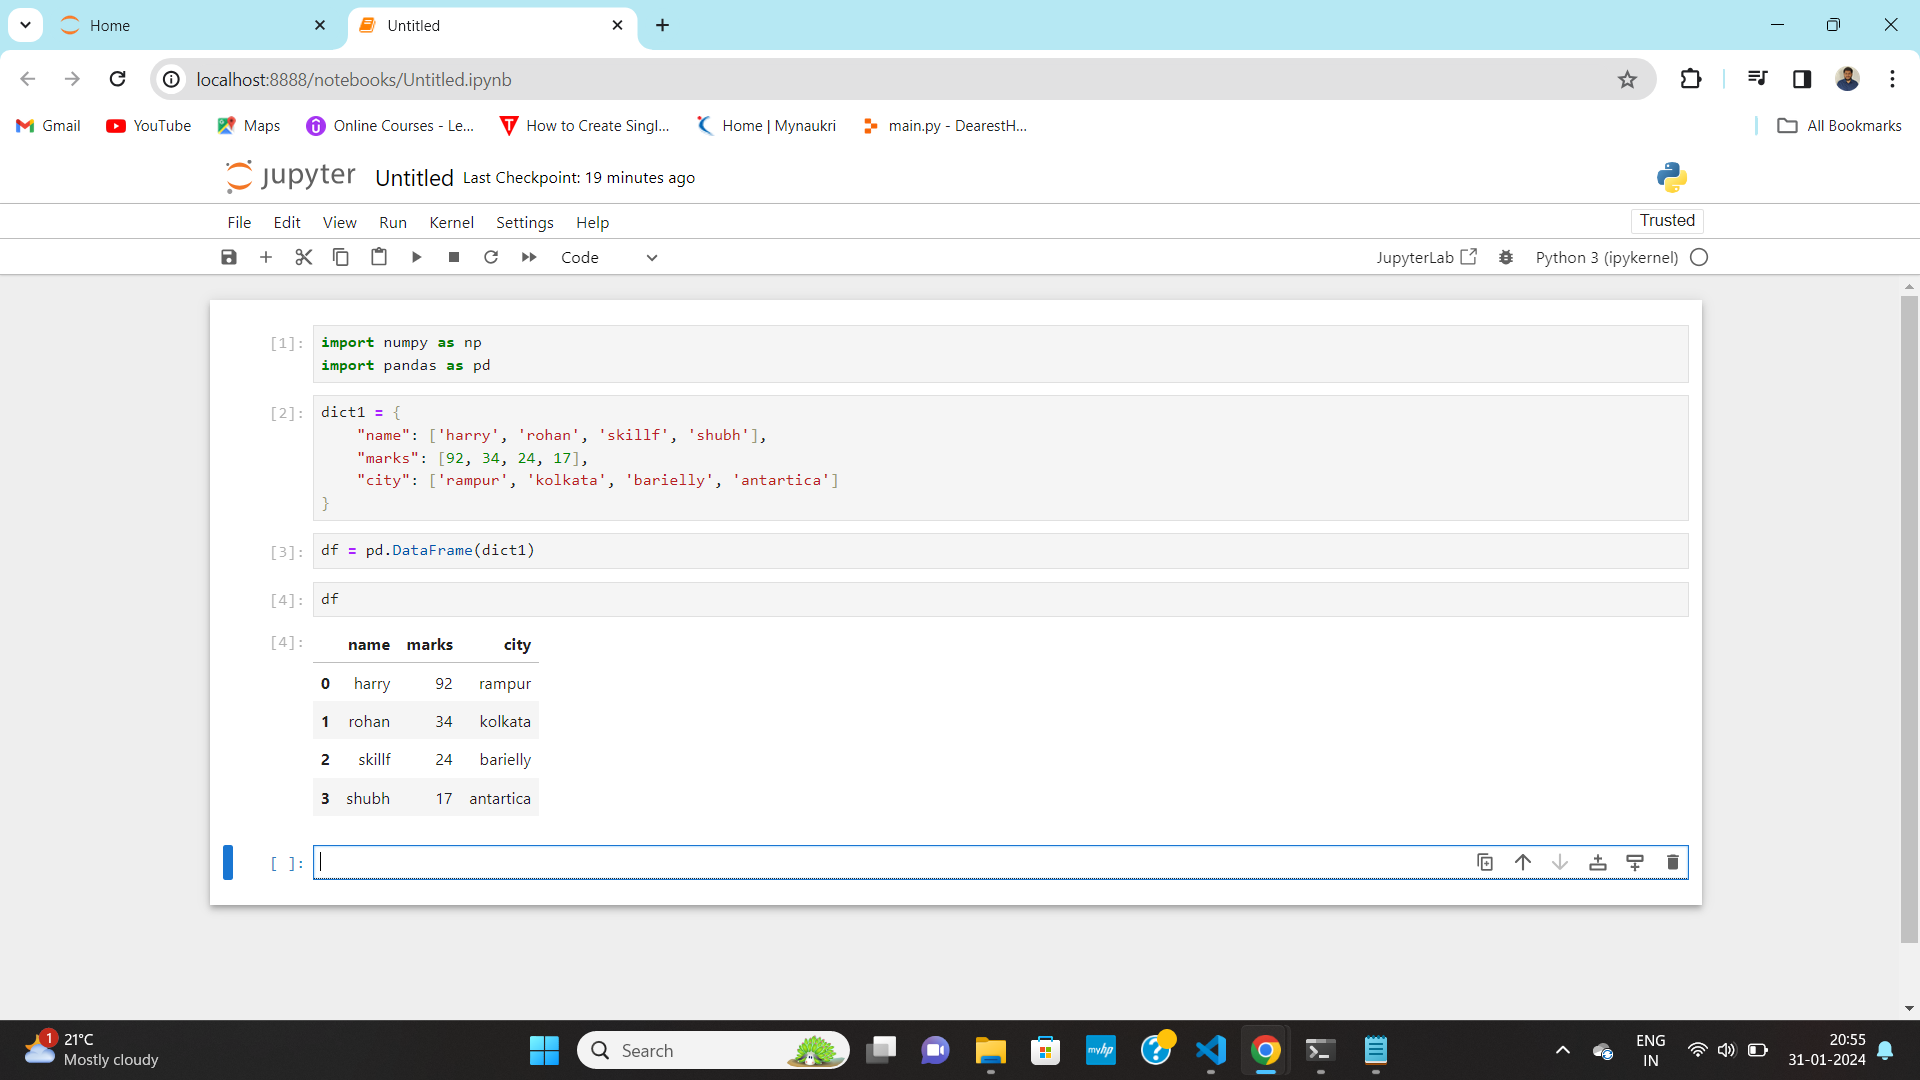 Home
Untitled
localhost:8888/notebooks/Untitled.ipynb
Gmail YouTube Maps Online Courses - Le... How to Create Singl... Home | Mynaukri main.py - DearestH... All Bookmarks
jupyter Untitled Last Checkpoint: 19 minutes ago
File Edit View Run Kernel Settings Help Trusted
Code JupyterLab Python 3 (ipykernel)
[1]: import numpy as np
import pandas as pd
[2]: dict1 = {
"name": ['harry', 'rohan', 'skillf', 'shubh'],
"marks": [92, 34, 24, 17],
"city": ['rampur', 'kolkata', 'barielly', 'antartica']
}
[3]: df = pd.DataFrame(dict1)
[4]: df
[4]: name marks city
0 harry 92 rampur
1 rohan 34 kolkata
2 skillf 24 barielly
3 shubh 17 antartica
[ ]:
1 21°C
Mostly cloudy
Search
myhp
ENG
IN
20:55
31-01-2024